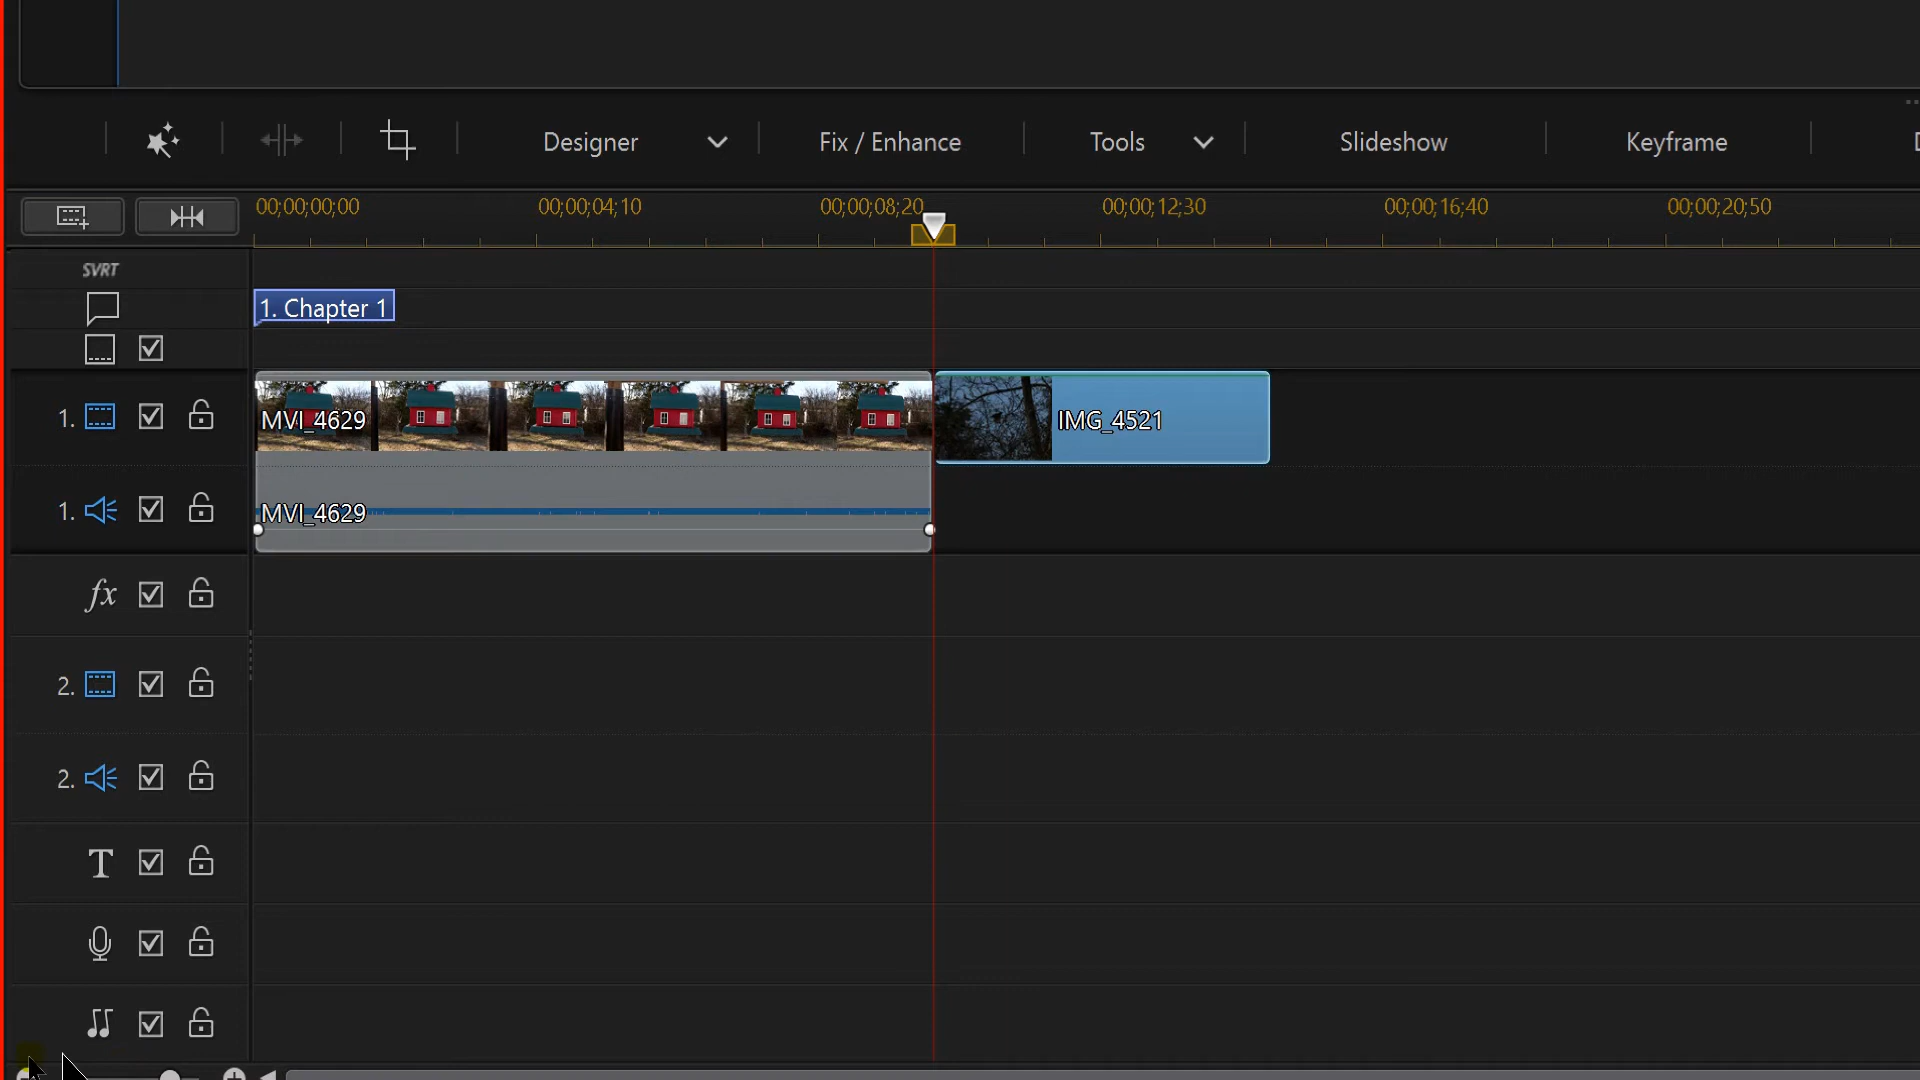 Designer
Fix / Enhance
Tools
Slideshow
Keyframe
00;00;00;00
00;00;04;10
00;00;08;20
00;00;12;30
00;00;16;40
00;00;20;50
SVRT
1. Chapter 1
1.
MVI_4629
IMG_4521
1.
MVI_4629
fx
2.
2.
T